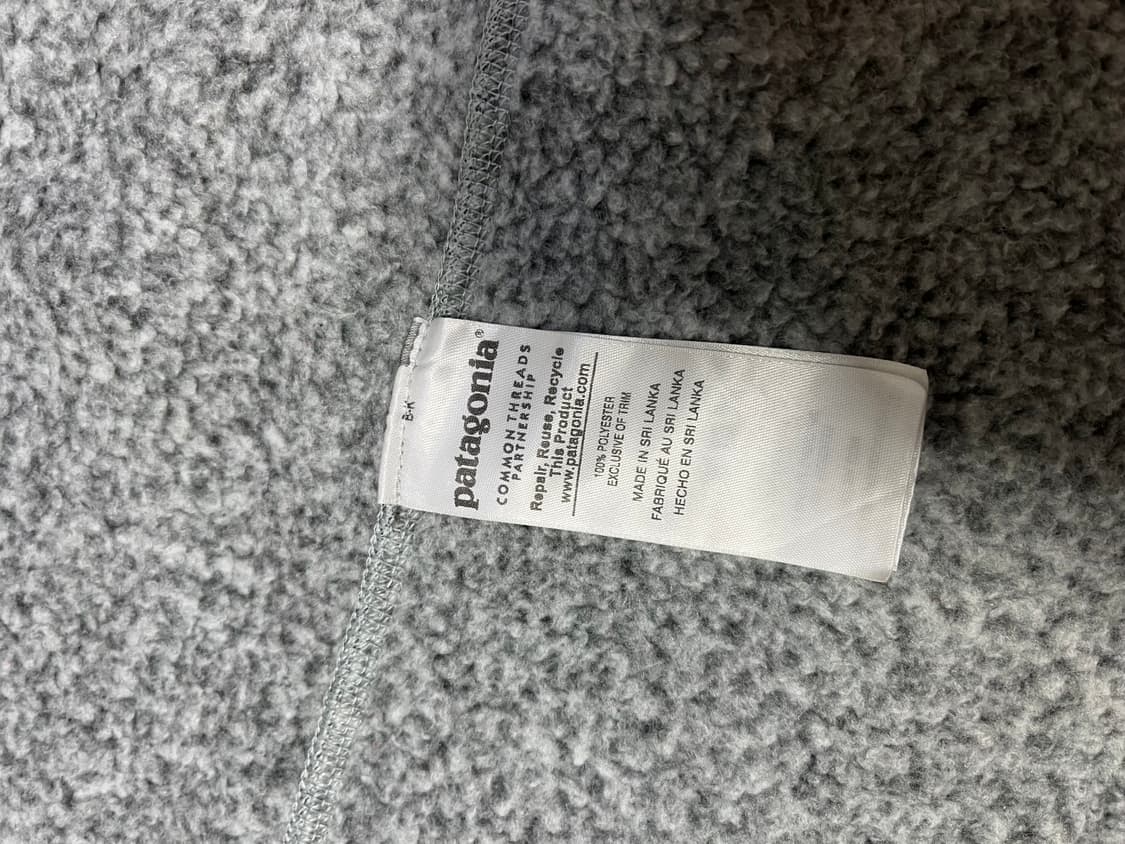 B-K
patagonia®
COMMON THREADS
PARTNERSHIP
Repair, Reuse, Recycle
This Product
www.patagonia.com
100% POLYESTER
EXCLUSIVE OF TRIM
MADE IN SRI LANKA
FABRIQUÉ AU SRI LANKA
HECHO EN SRI LANKA